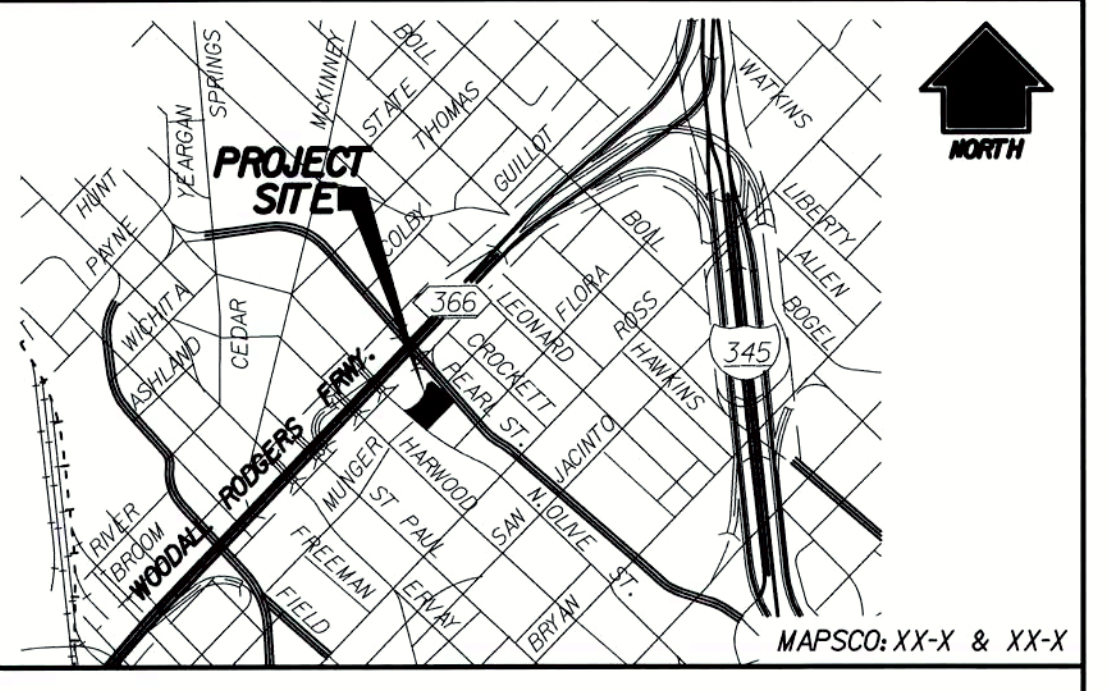 BOLL
SPRINGS
MCKINNEY
STATE
THOMAS
WATKINS
NORTH
YEARGAN
GUILLOT
PROJECT
SITE
HUNT
LIBERTY
PAYNE
COLBY
BOLL
ALLEN
WICHITA
CEDAR
366
LEONARD
FLORA
ROSS
BOGEL
ASHLAND
CROCKETT
HAWKINS
345
PEARL ST.
WOODALL RODGERS FRWY.
MUNGER
HARWOOD
JACINTO
SAN
ST PAUL
N. OLIVE ST.
RIVER
BROOM
FREEMAN
ERVAY
FIELD
BRYAN
MAPSCO: XX-X & XX-X